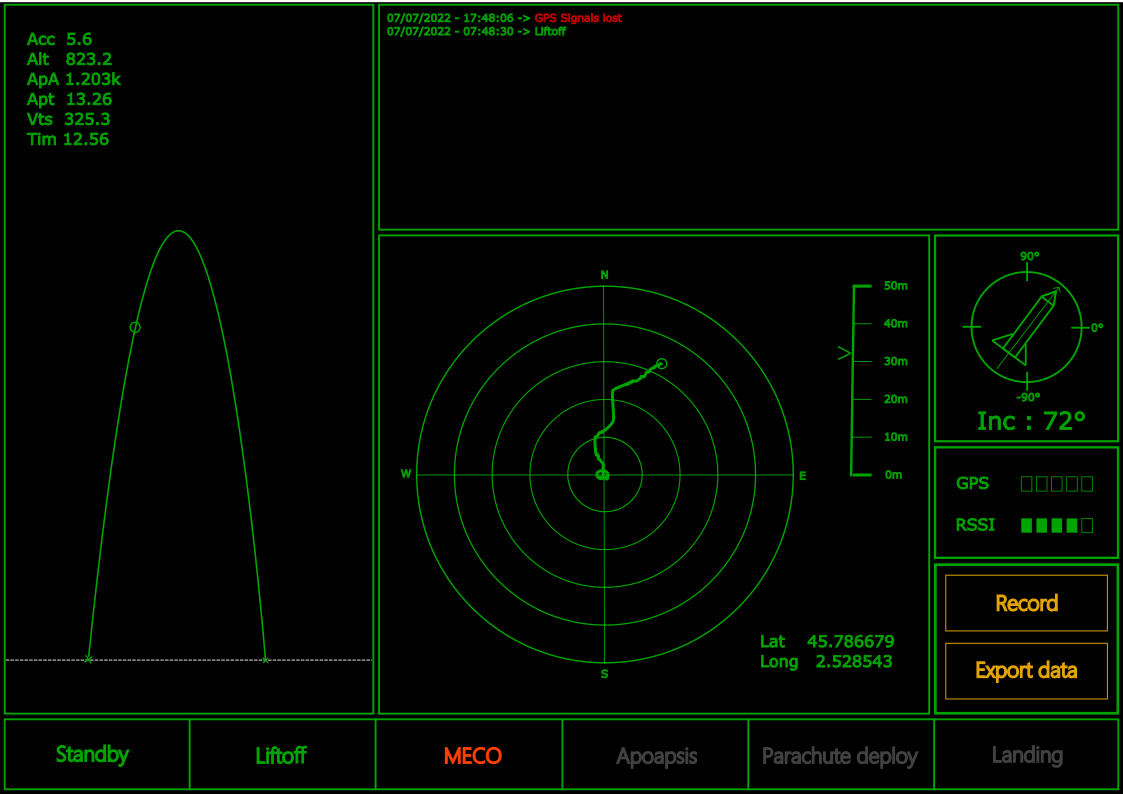 Acc 5.6
Alt 823.2
ApA 1.203k
Apt 13.26
Vts 325.3
Tim 12.56
07/07/2022 - 17:48:06 -> GPS Signals lost
07/07/2022 - 07:48:30 -> Liftoff
N
W
E
S
50m
40m
30m
20m
10m
0m
Lat 45.786679
Long 2.528543
90°
0°
-90°
Inc : 72°
GPS
RSSI
Record
Export data
Standby
Liftoff
MECO
Apoapsis
Parachute deploy
Landing